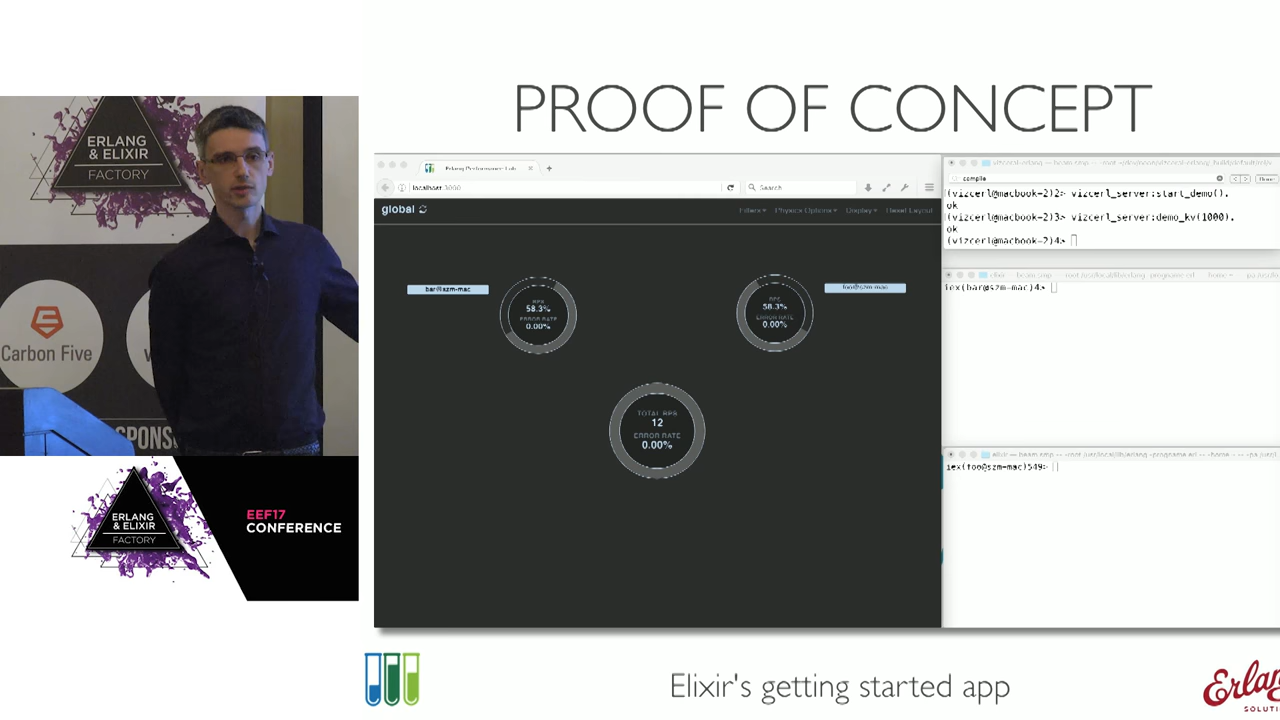 ERLANG
& ELIXIR
FACTORY
Carbon Five
SPONS
ERLANG
& ELIXIR
FACTORY
EEF17
CONFERENCE
PROOF OF CONCEPT
Erlang Performance Lab
localhost:3000
Search
global
Filters
Physics Options
Display
Reset Layout
bar@szm-mac
58.3%
ERROR RATE
0.00%
foo@szm-mac
58.3%
ERROR RATE
0.00%
TOTAL RPS
12
ERROR RATE
0.00%
compile
(vizcerl@macbook-2)2> vizcerl_server:start_demo().
ok
(vizcerl@macbook-2)3> vizcerl_server:demo_kv(1000).
ok
(vizcerl@macbook-2)4>
iex(bar@szm-mac)4>
iex(foo@szm-mac)549>
Elixir's getting started app
Erlang
SOLUTI